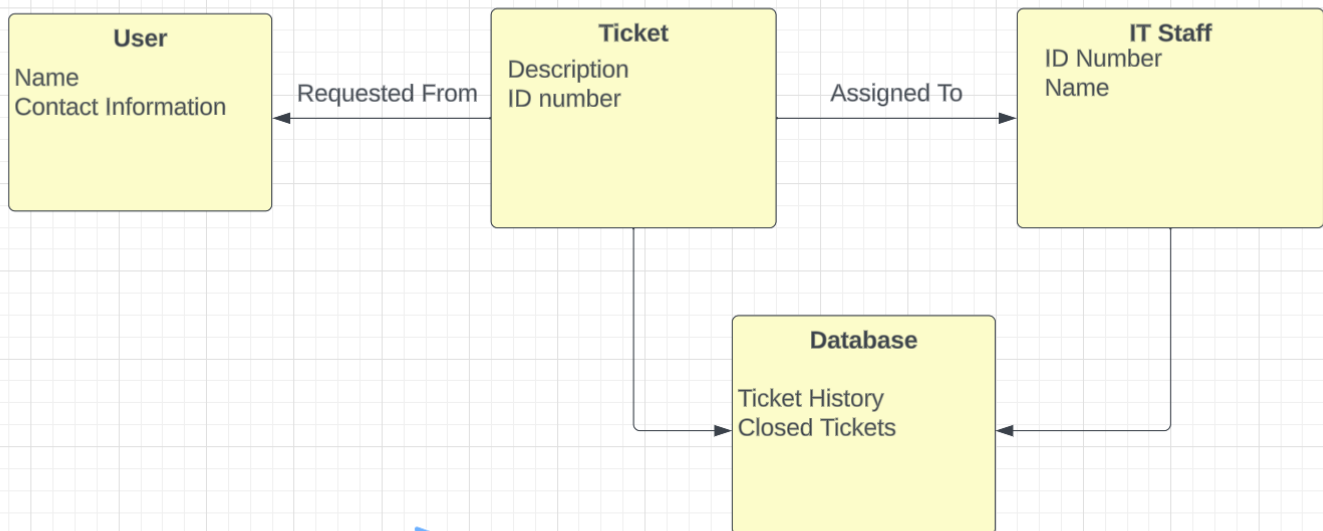 User
Name
Contact Information
Requested From
Ticket
Description
ID number
Assigned To
IT Staff
ID Number
Name
Database
Ticket History
Closed Tickets